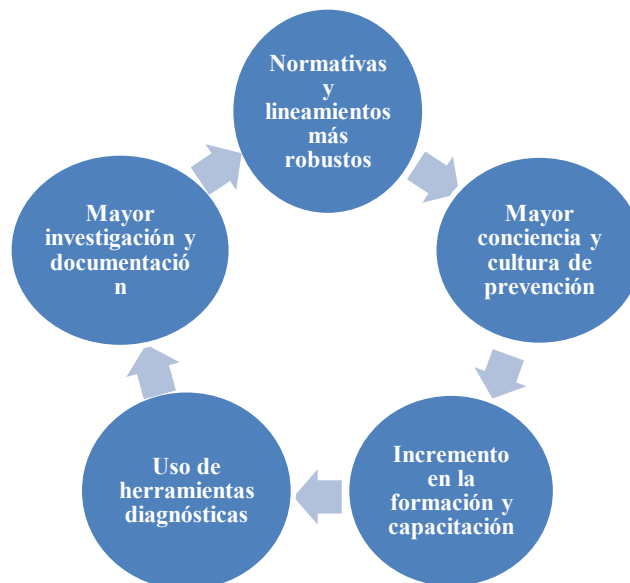 Normativas
y
lineamientos
más
robustos
Mayor
conciencia y
cultura de
prevención
Incremento
en la
formación y
capacitación
Uso de
herramientas
diagnósticas
Mayor
investigación y
documentació
n